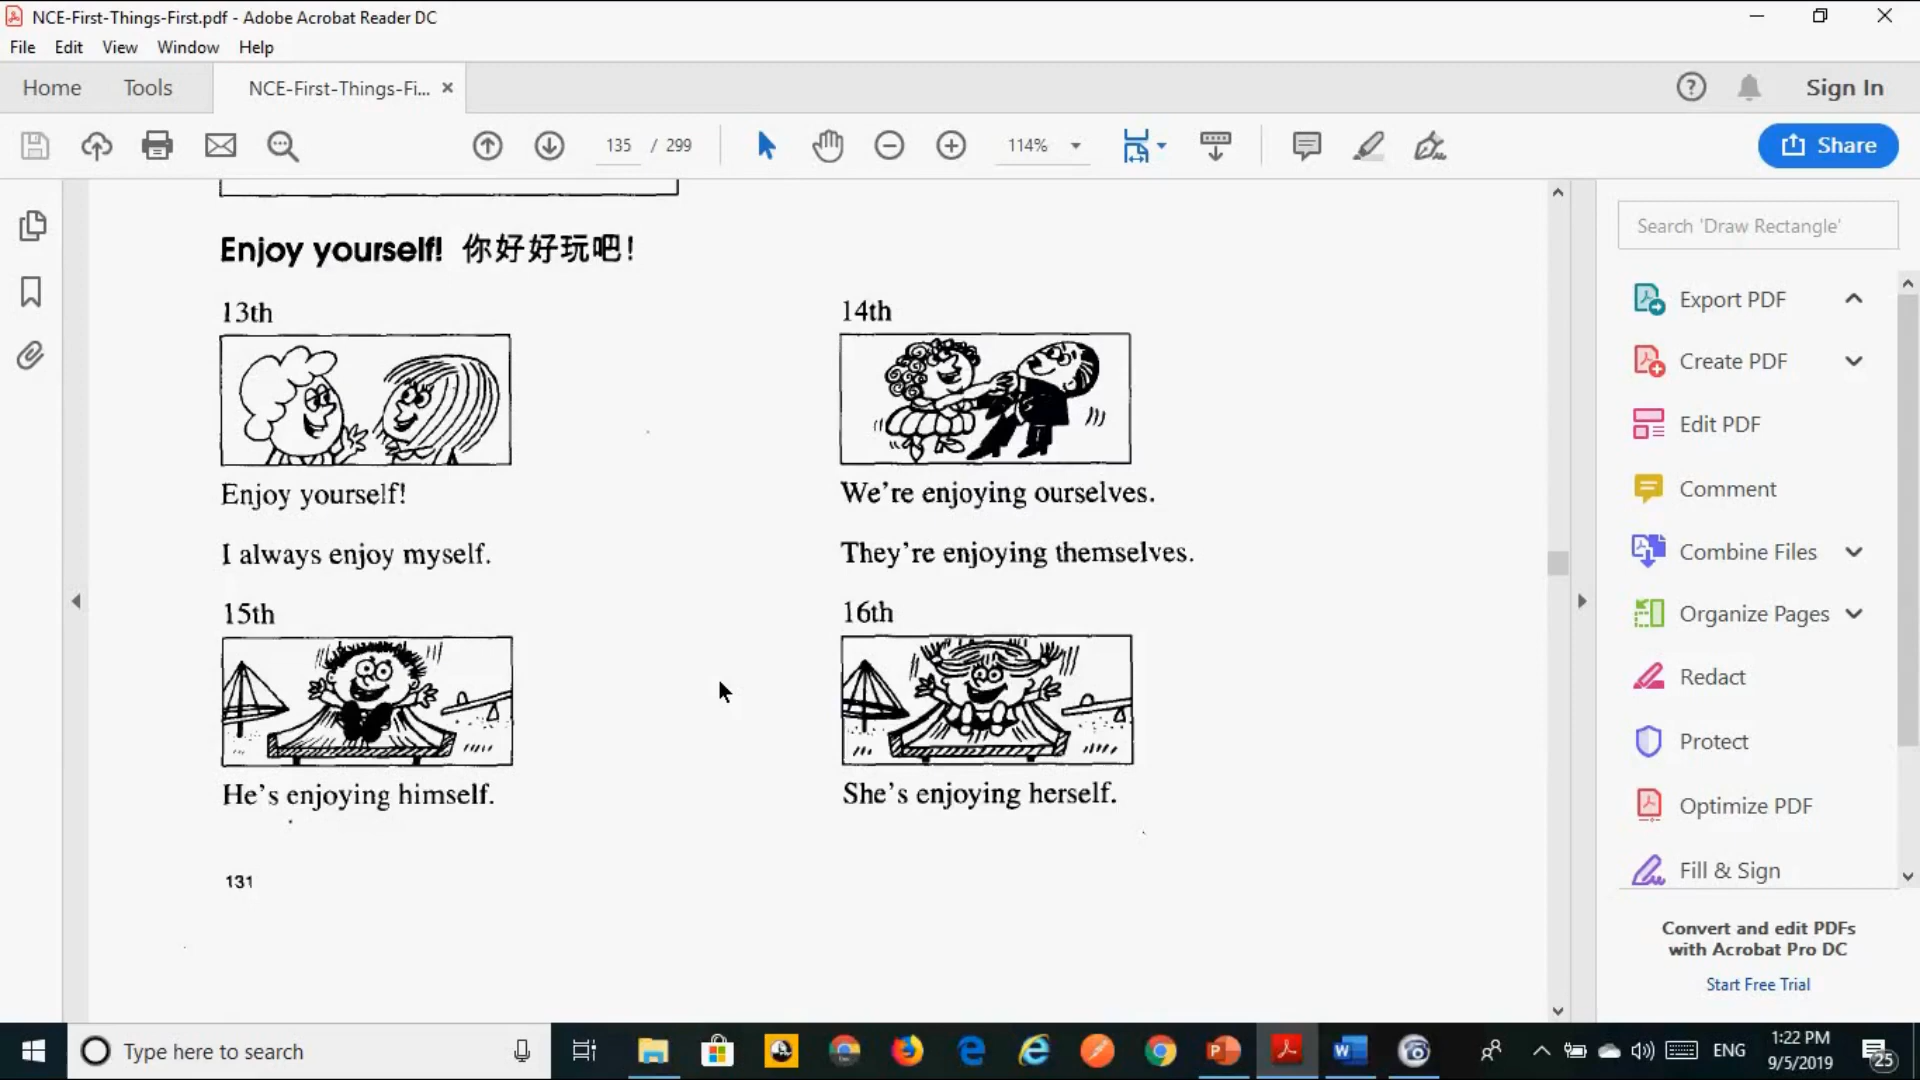 NCE-First-Things-First.pdf - Adobe Acrobat Reader DC
File Edit View Window Help
Home Tools NCE-First-Things-Fi... × Sign In
135 / 299 114% Share
Enjoy yourself! 你好好玩吧!
Search 'Draw Rectangle'
13th 14th
Enjoy yourself! We're enjoying ourselves.
I always enjoy myself. They're enjoying themselves.
15th 16th
He's enjoying himself. She's enjoying herself.
131
Export PDF
Create PDF
Edit PDF
Comment
Combine Files
Organize Pages
Redact
Protect
Optimize PDF
Fill & Sign
Convert and edit PDFs
with Acrobat Pro DC
Start Free Trial
Type here to search
ENG
1:22 PM
9/5/2019
25